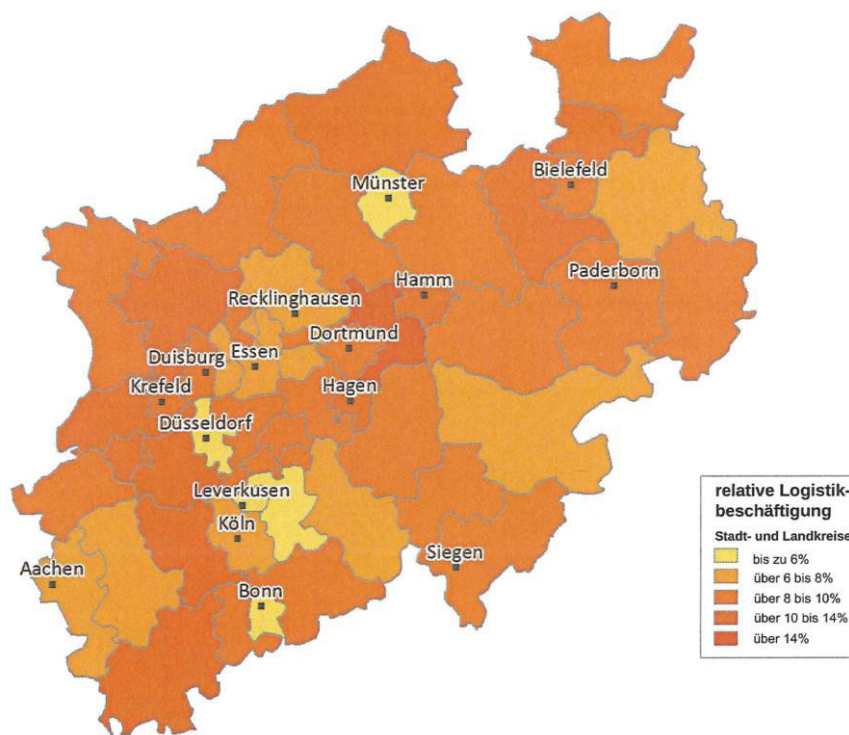 Münster
Bielefeld
Paderborn
Hamm
Recklinghausen
Dortmund
Duisburg
Essen
Krefeld
Hagen
Düsseldorf
Leverkusen
Köln
Siegen
Aachen
Bonn
relative Logistik-
beschäftigung
Stadt- und Landkreise
bis zu 6%
über 6 bis 8%
über 8 bis 10%
über 10 bis 14%
über 14%